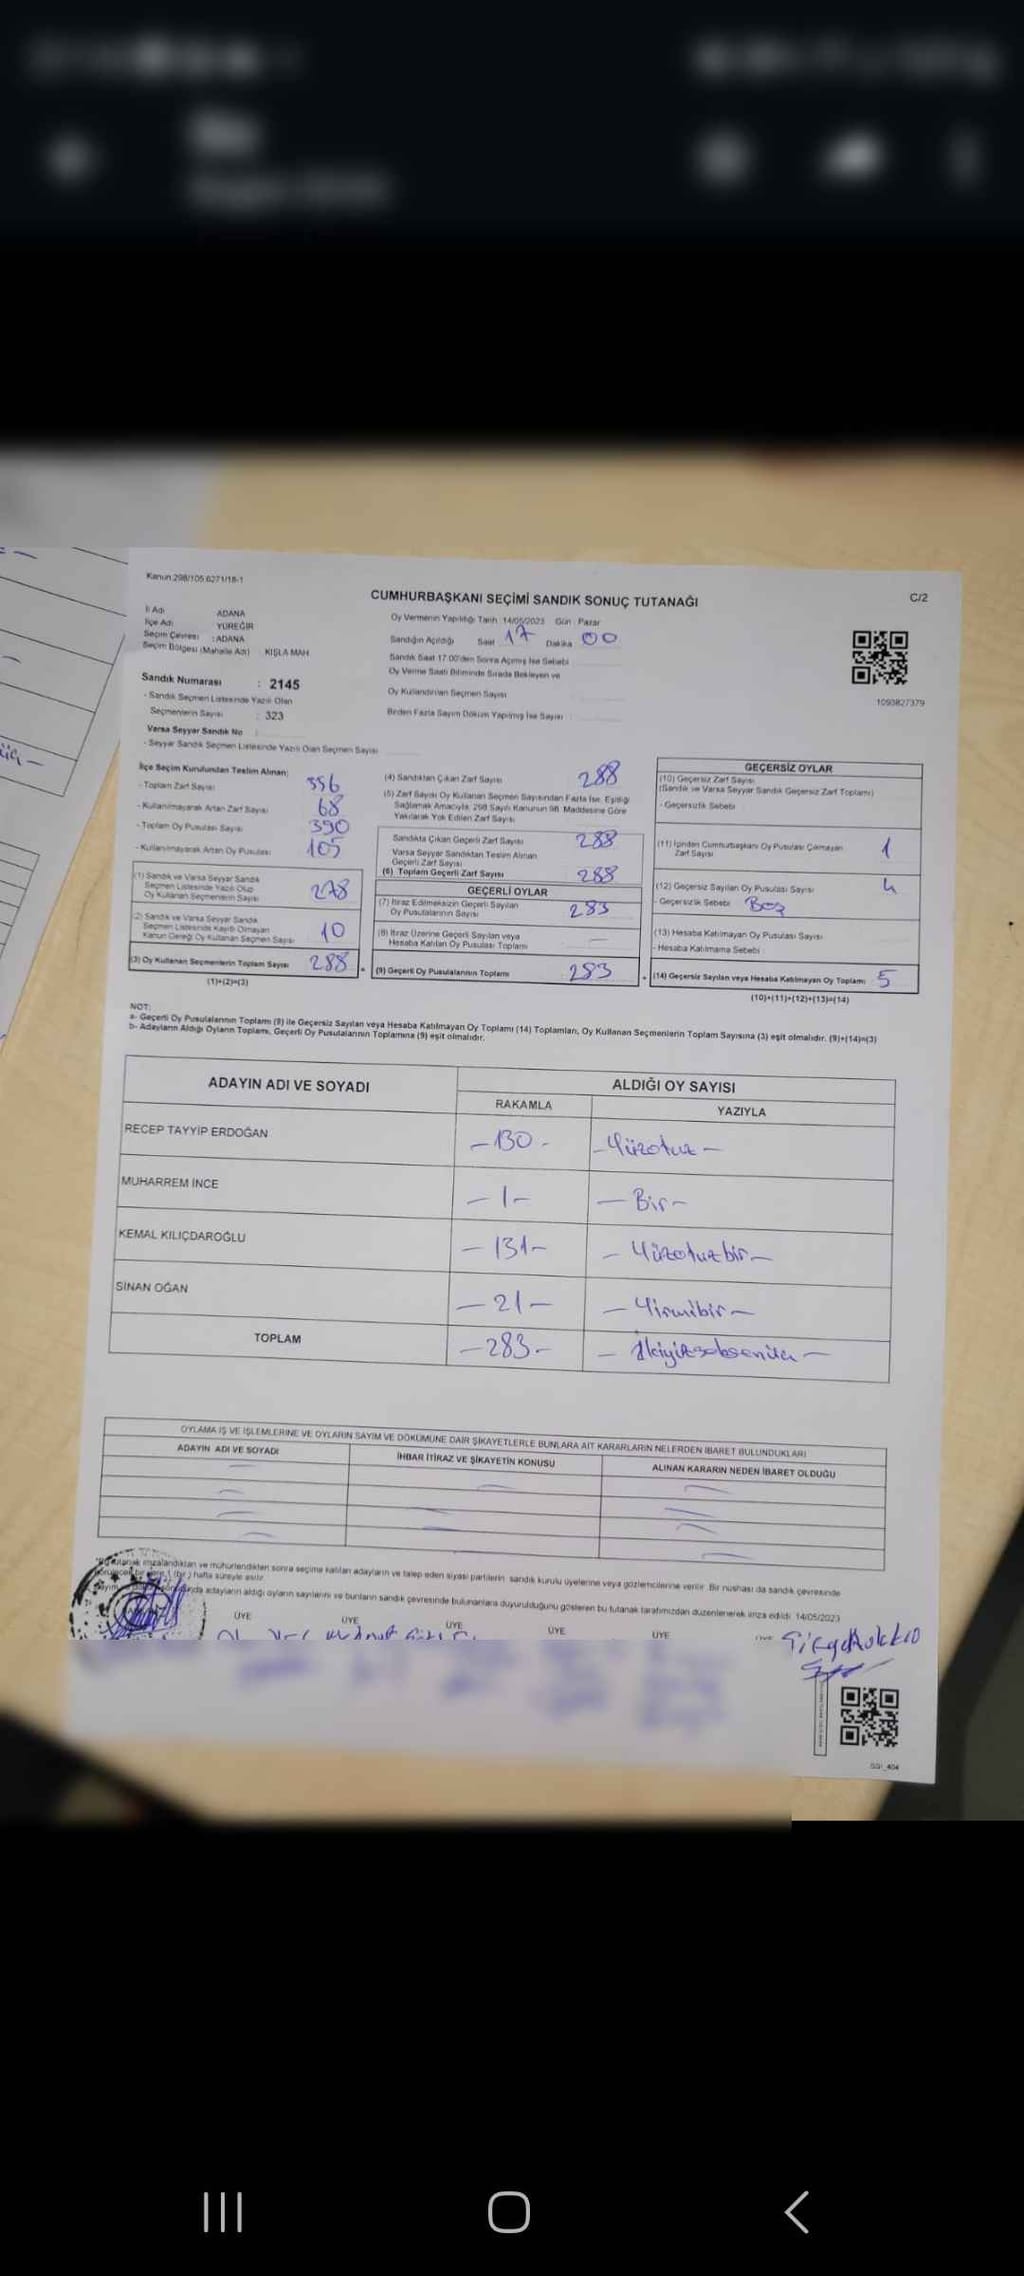 Kanun:298/105.6271/18-1
CUMHURBAŞKANI SEÇİMİ SANDIK SONUÇ TUTANAĞI
C/2
İl Adı : ADANA
İlçe Adı : YÜREĞİR
Seçim Çevresi : ADANA
Seçim Bölgesi (Mahalle Adı) : KIŞLA MAH
Oy Vermenin Yapıldığı Tarih: 14/05/2023 Gün : Pazar
Sandığın Açıldığı Saat 17 Dakika 00
Sandık Saat 17.00'den Sonra Açılmış İse Sebebi
Oy Verme Saati Bitiminde Sırada Bekleyen ve
Oy Kullandırılan Seçmen Sayısı
Birden Fazla Sayım Döküm Yapılmış İse Sayısı :
1093827379
Sandık Numarası : 2145
- Sandık Seçmen Listesinde Yazılı Olan
Seçmenlerin Sayısı : 323
Varsa Seyyar Sandık No :
- Seyyar Sandık Seçmen Listesinde Yazılı Olan Seçmen Sayısı
İlçe Seçim Kurulundan Teslim Alınan:
- Toplam Zarf Sayısı 356
- Kullanılmayarak Artan Zarf Sayısı 68
- Toplam Oy Pusulası Sayısı 390
- Kullanılmayarak Artan Oy Pusulası 105
(1) Sandık ve Varsa Seyyar Sandık
Seçmen Listesinde Yazılı Olup
Oy Kullanan Seçmenlerin Sayısı 278
(2) Sandık ve Varsa Seyyar Sandık
Seçmen Listesinde Kayıtlı Olmayan
Kanun Gereği Oy Kullanan Seçmen Sayısı 10
(3) Oy Kullanan Seçmenlerin Toplam Sayısı 288
(1)+(2)=(3)
(4) Sandıktan Çıkan Zarf Sayısı 288
(5) Zarf Sayısı Oy Kullanan Seçmen Sayısından Fazla İse, Eşitliği
Sağlamak Amacıyla, 298 Sayılı Kanunun 98. Maddesine Göre
Yakılarak Yok Edilen Zarf Sayısı
Sandıkta Çıkan Geçerli Zarf Sayısı 288
Varsa Seyyar Sandıktan Teslim Alınan
Geçerli Zarf Sayısı
(6) Toplam Geçerli Zarf Sayısı 288
GEÇERLİ OYLAR
(7) İtiraz Edilmeksizin Geçerli Sayılan
Oy Pusulalarının Sayısı 283
(8) İtiraz Üzerine Geçerli Sayılan veya
Hesaba Katılan Oy Pusulası Toplamı —
(9) Geçerli Oy Pusulalarının Toplamı 283
GEÇERSİZ OYLAR
(10) Geçersiz Zarf Sayısı
(Sandık ve Varsa Seyyar Sandık Geçersiz Zarf Toplamı)
- Geçersizlik Sebebi
(11) İçinden Cumhurbaşkanı Oy Pusulası Çıkmayan
Zarf Sayısı 1
(12) Geçersiz Sayılan Oy Pusulası Sayısı 4
- Geçersizlik Sebebi Boş
(13) Hesaba Katılmayan Oy Pusulası Sayısı
- Hesaba Katılmama Sebebi :
(14) Geçersiz Sayılan veya Hesaba Katılmayan Oy Toplamı 5
(10)+(11)+(12)+(13)=(14)
NOT:
a- Geçerli Oy Pusulalarının Toplamı (9) ile Geçersiz Sayılan veya Hesaba Katılmayan Oy Toplamı (14) Toplamları, Oy Kullanan Seçmenlerin Toplam Sayısına (3) eşit olmalıdır. (9)+(14)=(3)
b- Adayların Aldığı Oyların Toplamı, Geçerli Oy Pusulalarının Toplamına (9) eşit olmalıdır.
ADAYIN ADI VE SOYADI ALDIĞI OY SAYISI
RAKAMLA YAZIYLA
RECEP TAYYİP ERDOĞAN -130- -Yüzotuz-
MUHARREM İNCE -1- -Bir-
KEMAL KILIÇDAROĞLU -131- -Yüzotuzbir-
SİNAN OĞAN -21- -Yirmibir-
TOPLAM -283- -İkiyüzseksenüç-
OYLAMA İŞ VE İŞLEMLERİNE VE OYLARIN SAYIM VE DÖKÜMÜNE DAİR ŞİKAYETLERLE BUNLARA AİT KARARLARIN NELERDEN İBARET BULUNDUKLARI
ADAYIN ADI VE SOYADI İHBAR İTİRAZ VE ŞİKAYETİN KONUSU ALINAN KARARIN NEDEN İBARET OLDUĞU
tutanak imzalandıktan ve mühürlendikten sonra seçime katılan adayların ve talep eden siyasi partilerin sandık kurulu üyelerine veya gözlemcilerine verilir. Bir nüshası da sandık çevresinde
(bir) hafta süreyle asılır.
adayların aldığı oyların sayılarını ve bunların sandık çevresinde bulunanlara duyurulduğunu gösteren bu tutanak tarafımızdan düzenlenerek imza edildi. 14/05/2023
ÜYE ÜYE ÜYE ÜYE ÜYE